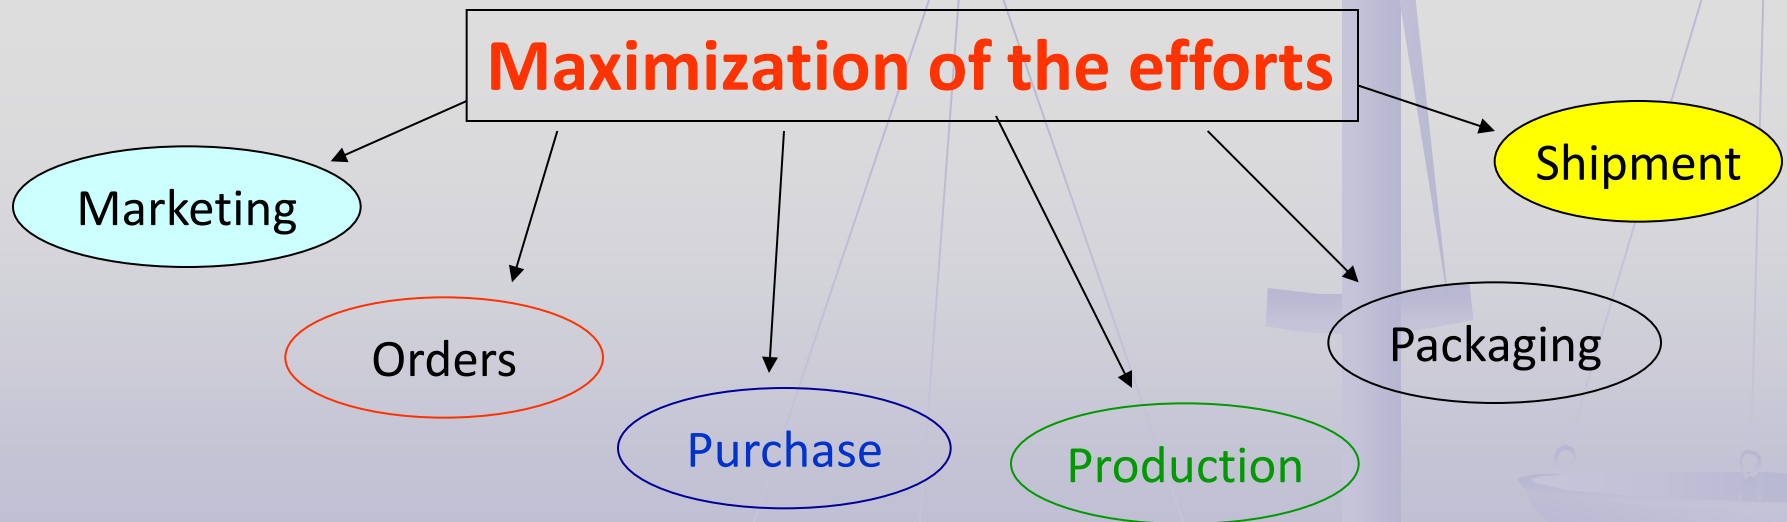 Maximization of the efforts
Marketing
Orders
Purchase
Production
Packaging
Shipment